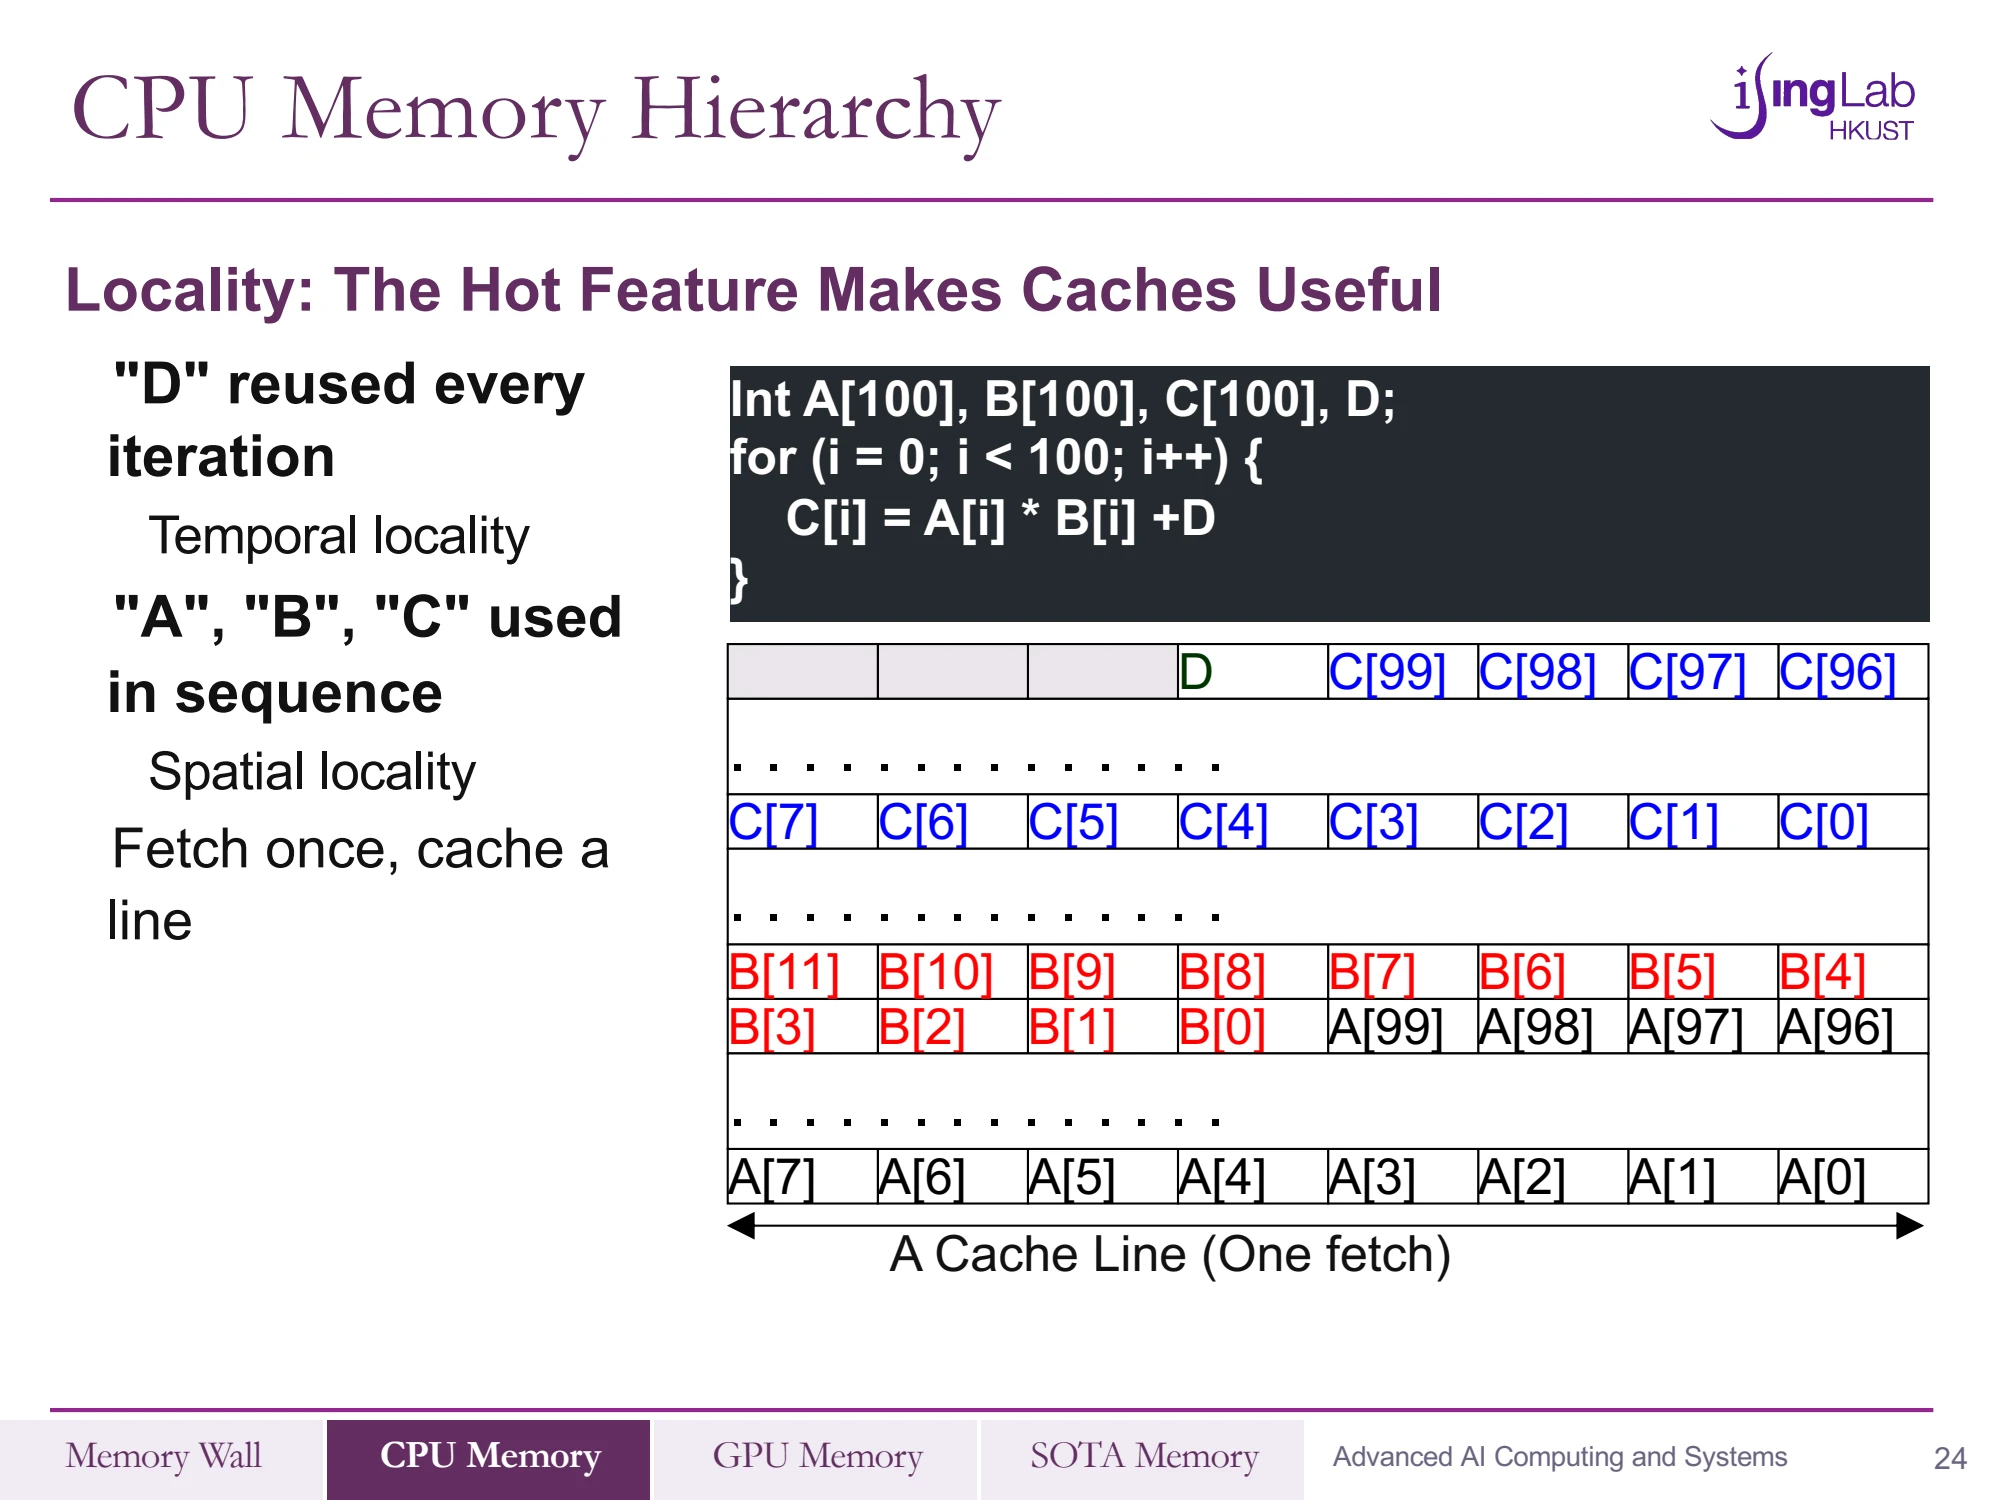 CPU Memory Hierarchy
isingLab
HKUST
Locality: The Hot Feature Makes Caches Useful
"D" reused every
iteration
Temporal locality
"A", "B", "C" used
in sequence
Spatial locality
Fetch once, cache a
line
Int A[100], B[100], C[100], D;
for (i = 0; i < 100; i++) {
C[i] = A[i] * B[i] +D
}
D C[99] C[98] C[97] C[96]
. . . . . . . . . . . . . .
C[7] C[6] C[5] C[4] C[3] C[2] C[1] C[0]
. . . . . . . . . . . . . .
B[11] B[10] B[9] B[8] B[7] B[6] B[5] B[4]
B[3] B[2] B[1] B[0] A[99] A[98] A[97] A[96]
. . . . . . . . . . . . . .
A[7] A[6] A[5] A[4] A[3] A[2] A[1] A[0]
A Cache Line (One fetch)
Memory Wall CPU Memory GPU Memory SOTA Memory Advanced AI Computing and Systems 24